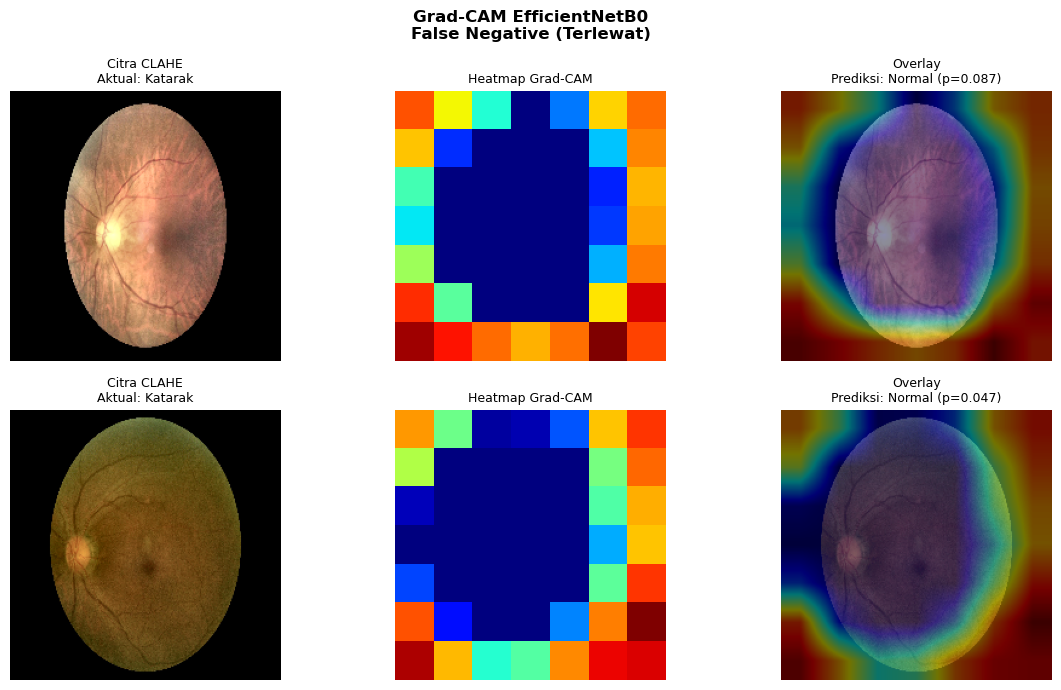 Grad-CAM EfficientNetB0
False Negative (Terlewat)
Citra CLAHE
Aktual: Katarak
Heatmap Grad-CAM
Overlay
Prediksi: Normal (p=0.087)
Citra CLAHE
Aktual: Katarak
Heatmap Grad-CAM
Overlay
Prediksi: Normal (p=0.047)